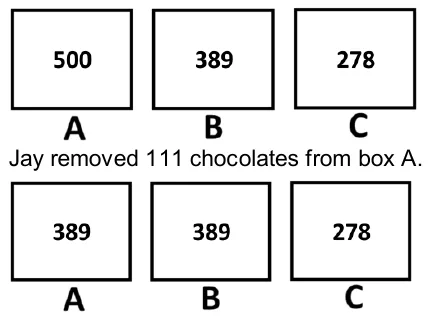 500 389 278
A B C
Jay removed 111 chocolates from box A.
389 389 278
A B C